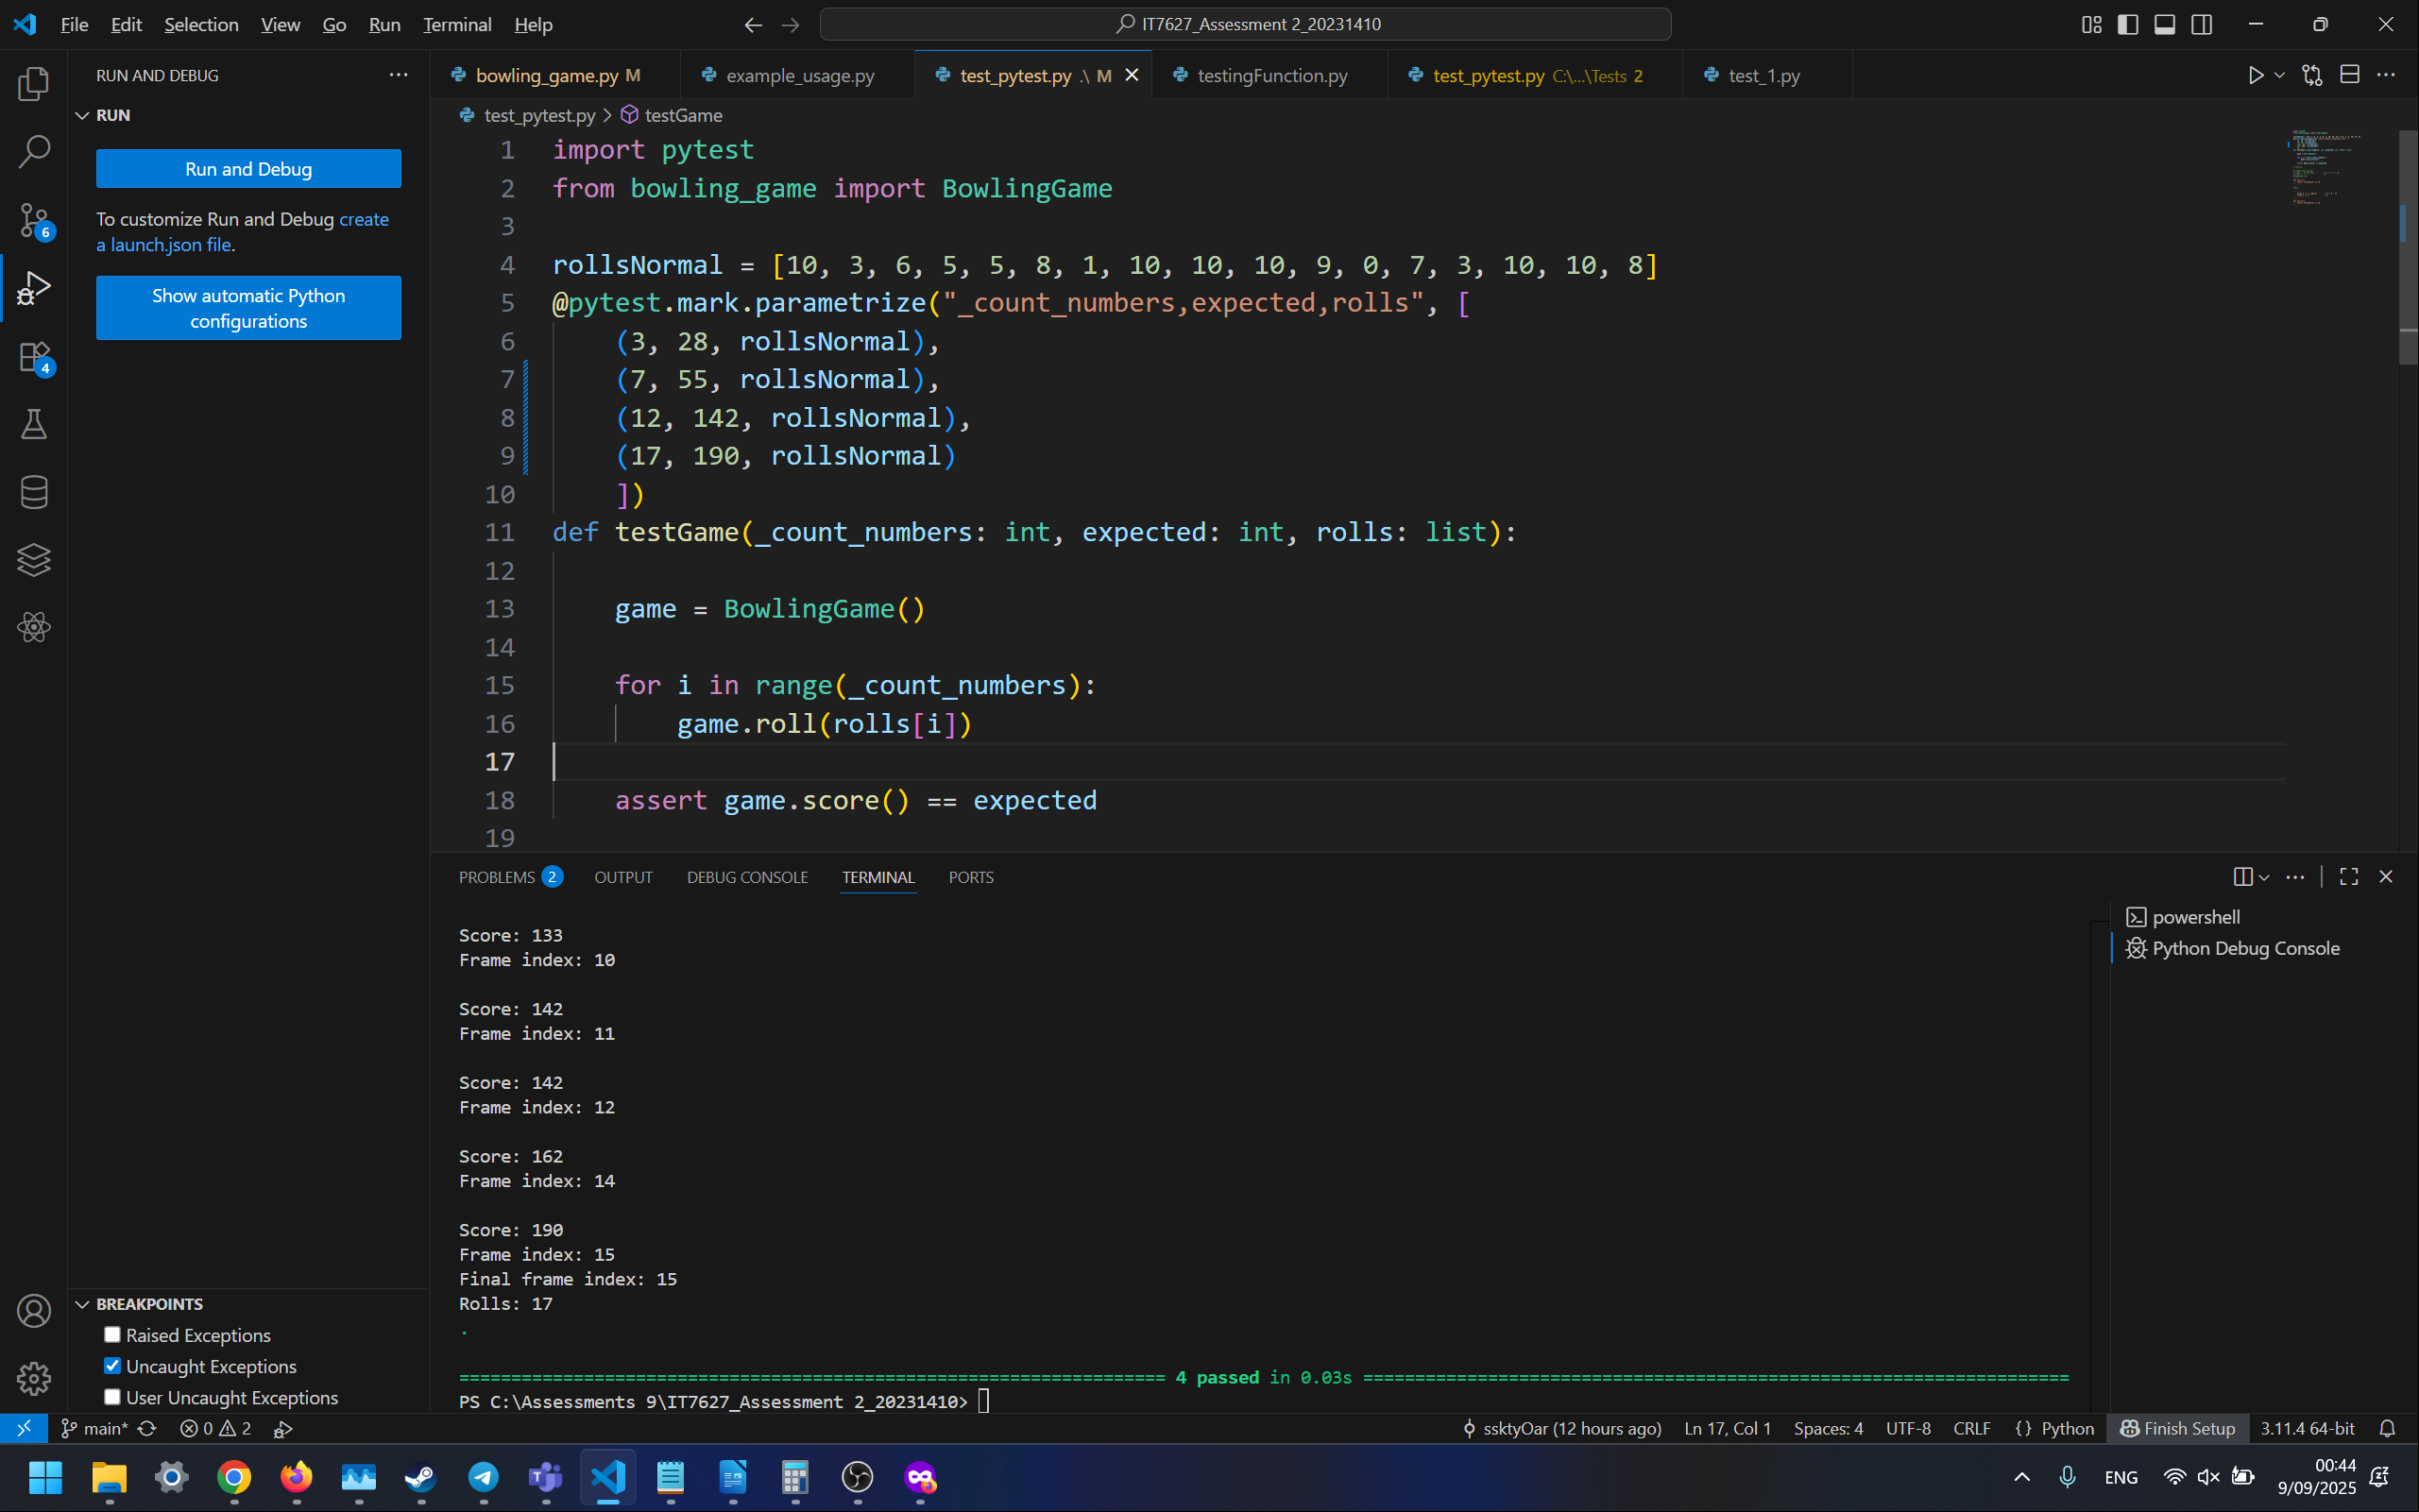 File Edit Selection View Go Run Terminal Help
IT7627_Assessment 2_20231410
RUN AND DEBUG
bowling_game.py M
example_usage.py
test_pytest.py .\ M
testingFunction.py
test_pytest.py C:\...\Tests 2
test_1.py
RUN
Run and Debug
To customize Run and Debug create
a launch.json file.
Show automatic Python
configurations
6
4
test_pytest.py > testGame
1 import pytest
2 from bowling_game import BowlingGame
3
4 rollsNormal = [10, 3, 6, 5, 5, 8, 1, 10, 10, 10, 9, 0, 7, 3, 10, 10, 8]
5 @pytest.mark.parametrize("_count_numbers,expected,rolls", [
6 (3, 28, rollsNormal),
7 (7, 55, rollsNormal),
8 (12, 142, rollsNormal),
9 (17, 190, rollsNormal)
10 ])
11 def testGame(_count_numbers: int, expected: int, rolls: list):
12
13 game = BowlingGame()
14
15 for i in range(_count_numbers):
16 game.roll(rolls[i])
17
18 assert game.score() == expected
19
PROBLEMS 2 OUTPUT DEBUG CONSOLE TERMINAL PORTS
powershell
Python Debug Console
Score: 133
Frame index: 10
Score: 142
Frame index: 11
Score: 142
Frame index: 12
Score: 162
Frame index: 14
Score: 190
Frame index: 15
Final frame index: 15
Rolls: 17
.
==================================================================== 4 passed in 0.03s ====================================================================
PS C:\Assessments 9\IT7627_Assessment 2_20231410>
BREAKPOINTS
Raised Exceptions
Uncaught Exceptions
User Uncaught Exceptions
main* 0 2
ssktyOar (12 hours ago) Ln 17, Col 1 Spaces: 4 UTF-8 CRLF {} Python Finish Setup 3.11.4 64-bit
ENG
00:44
9/09/2025